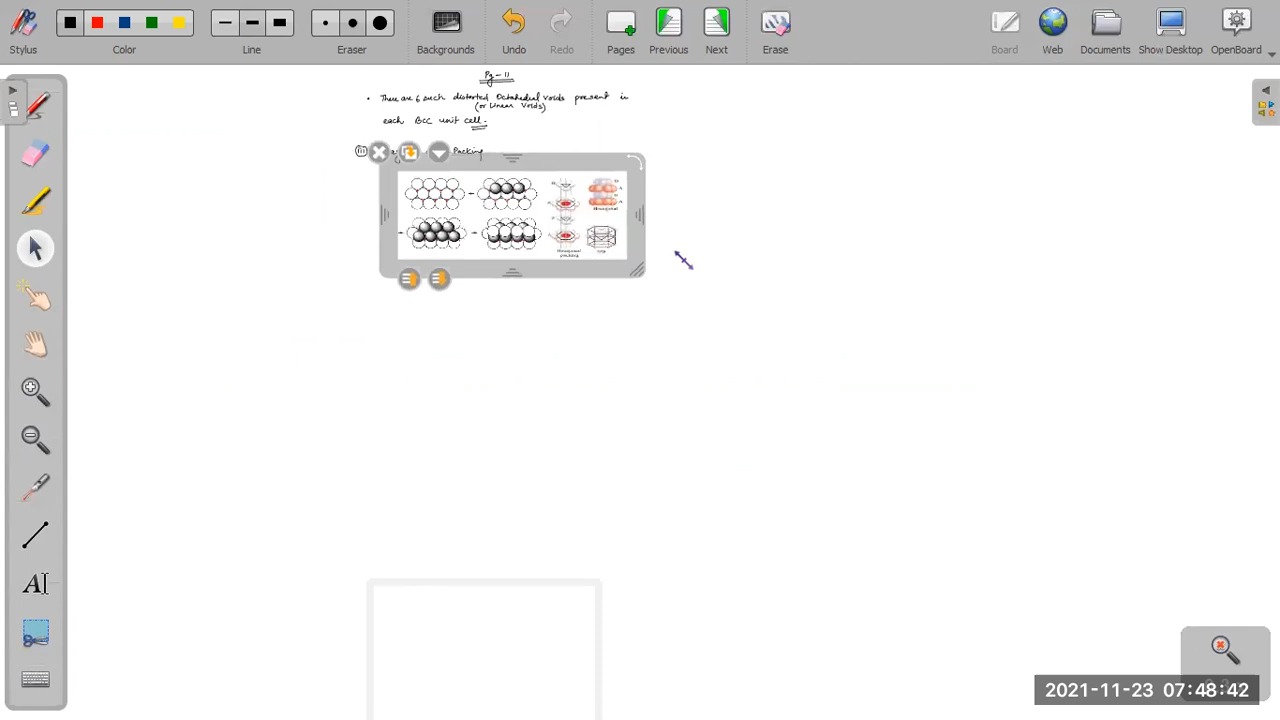 Stylus
Color
Line
Eraser
Backgrounds
Undo
Redo
Pages
Previous
Next
Erase
Board
Web
Documents
Show Desktop
OpenBoard
Pg-11
• There are 6 such distorted Octahedral voids present in
(or Linear Voids)
each BCC unit cell.
(iii) Packing
Hexagonal
A
2021-11-23 07:48:42